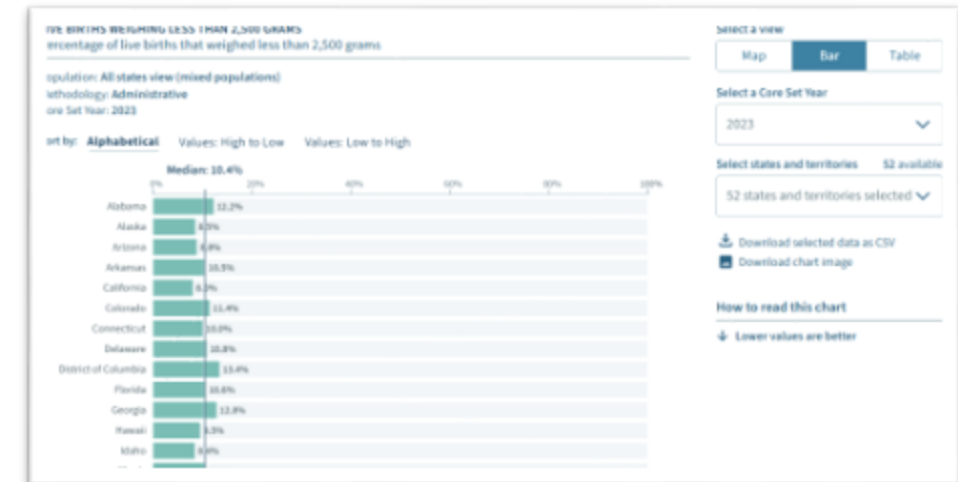 IVE BIRTHS WEIGHING LESS THAN 2,500 GRAMS
ercentage of live births that weighed less than 2,500 grams
opulation: All states view (mixed populations)
ethodology: Administrative
ore Set Year: 2023
ort by: Alphabetical Values: High to Low Values: Low to High
Median: 10.4%
0% 20% 40% 60% 80% 100%
Alabama 12.2%
Alaska
Arizona
Arkansas 10.5%
California
Colorado 11.4%
Connecticut 10.0%
Delaware 10.8%
District of Columbia 13.4%
Florida 10.6%
Georgia 12.8%
Hawaii
Idaho
Select a view
Map Bar Table
Select a Core Set Year
2023
Select states and territories 52 available
52 states and territories selected
Download selected data as CSV
Download chart image
How to read this chart
Lower values are better